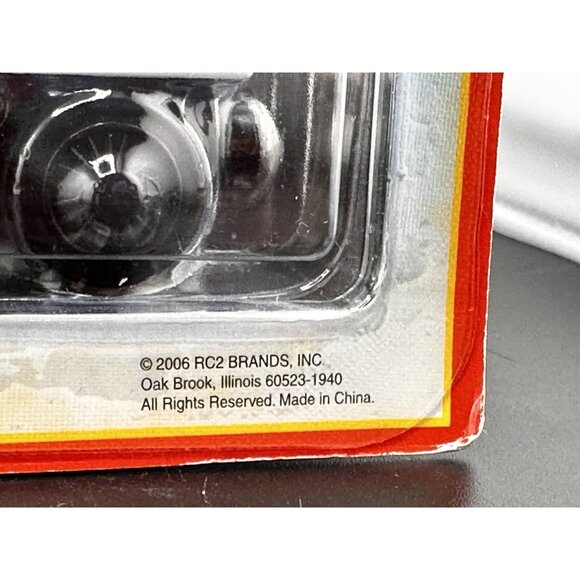 © 2006 RC2 BRANDS, INC.
Oak Brook, Illinois 60523-1940
All Rights Reserved. Made in China.